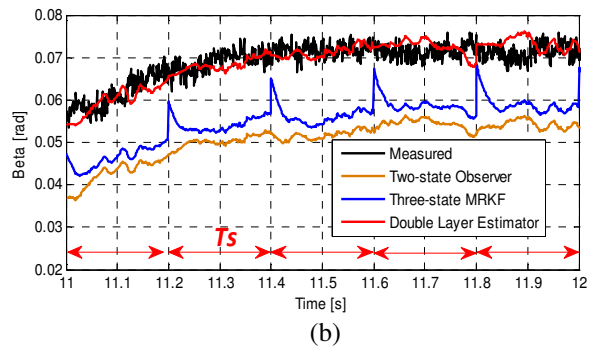 0.08
0.07
0.06
0.05
0.04
0.03
0.02
Beta [rad]
Measured
Two-state Observer
Three-state MRKF
Double Layer Estimator
Ts
11 11.1 11.2 11.3 11.4 11.5 11.6 11.7 11.8 11.9 12
Time [s]
(b)